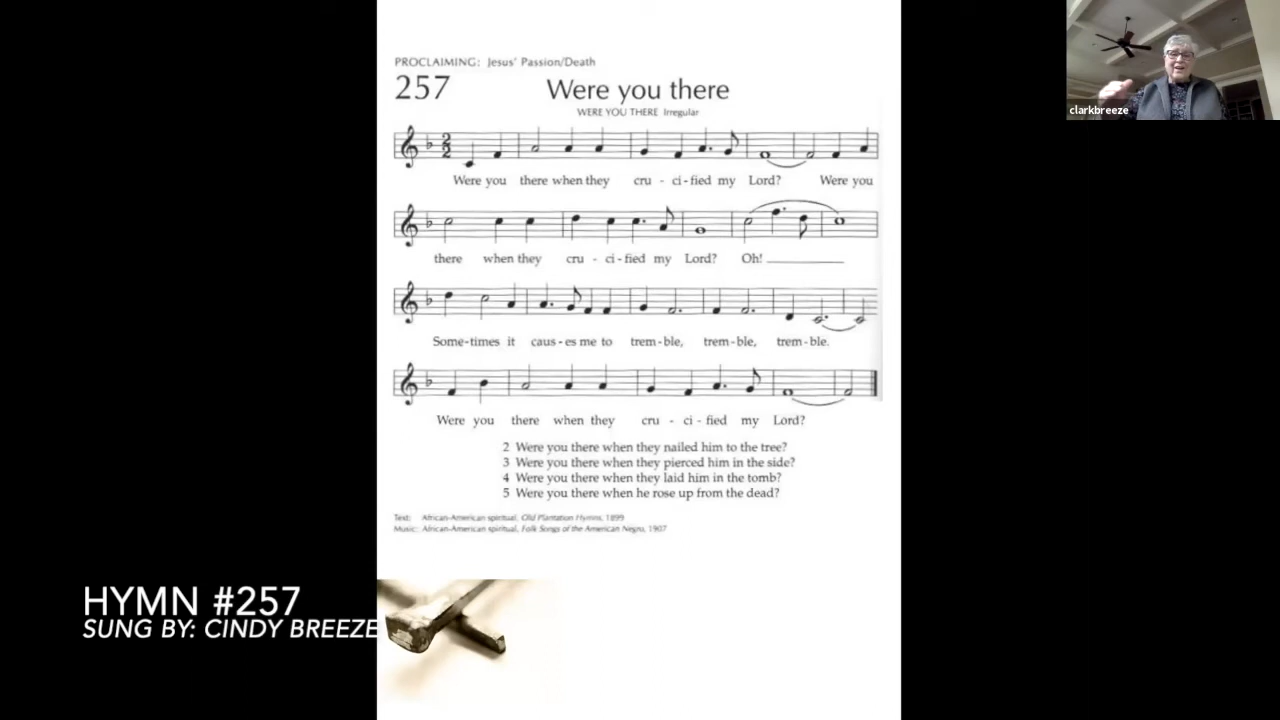 PROCLAIMING: Jesus' Passion/Death
257 Were you there
WERE YOU THERE Irregular
Were you there when they cru - ci - fied my Lord? Were you
there when they cru - ci - fied my Lord? Oh!
Some-times it caus - es me to trem-ble, trem-ble, trem-ble.
Were you there when they cru - ci - fied my Lord?
2 Were you there when they nailed him to the tree?
3 Were you there when they pierced him in the side?
4 Were you there when they laid him in the tomb?
5 Were you there when he rose up from the dead?
Text: African-American spiritual, Old Plantation Hymns, 1899
Music: African-American spiritual, Folk Songs of the American Negro, 1907
HYMN #257
SUNG BY: CINDY BREEZE
clarkbreeze